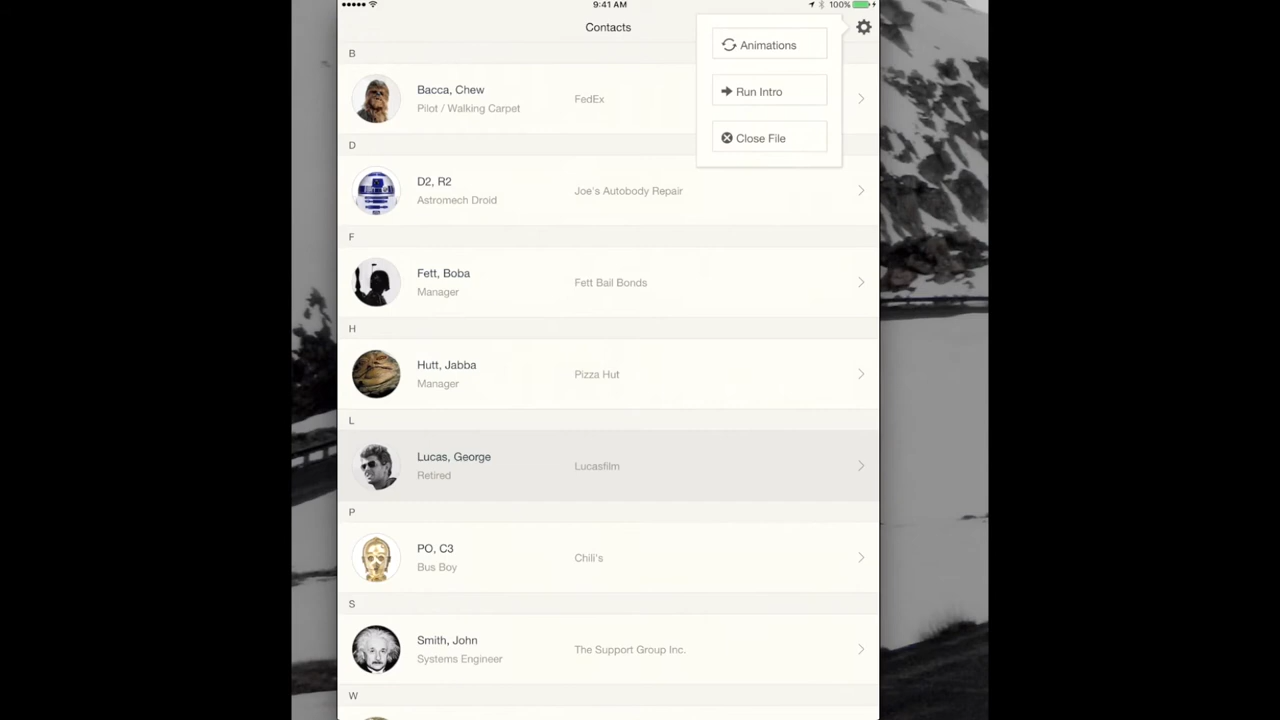 9:41 AM
100%
Contacts
Animations
Run Intro
Close File
B
Bacca, Chew
Pilot / Walking Carpet
FedEx
D
D2, R2
Astromech Droid
Joe's Autobody Repair
F
Fett, Boba
Manager
Fett Bail Bonds
H
Hutt, Jabba
Manager
Pizza Hut
L
Lucas, George
Retired
Lucasfilm
P
PO, C3
Bus Boy
Chili's
S
Smith, John
Systems Engineer
The Support Group Inc.
W